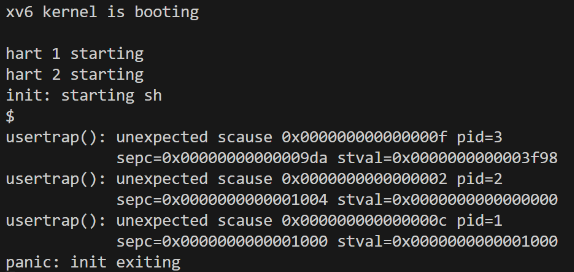 xv6 kernel is booting
hart 1 starting
hart 2 starting
init: starting sh
$
usertrap(): unexpected scause 0x000000000000000f pid=3
sepc=0x00000000000009da stval=0x0000000000003f98
usertrap(): unexpected scause 0x0000000000000002 pid=2
sepc=0x0000000000001004 stval=0x0000000000000000
usertrap(): unexpected scause 0x000000000000000c pid=1
sepc=0x0000000000001000 stval=0x0000000000001000
panic: init exiting